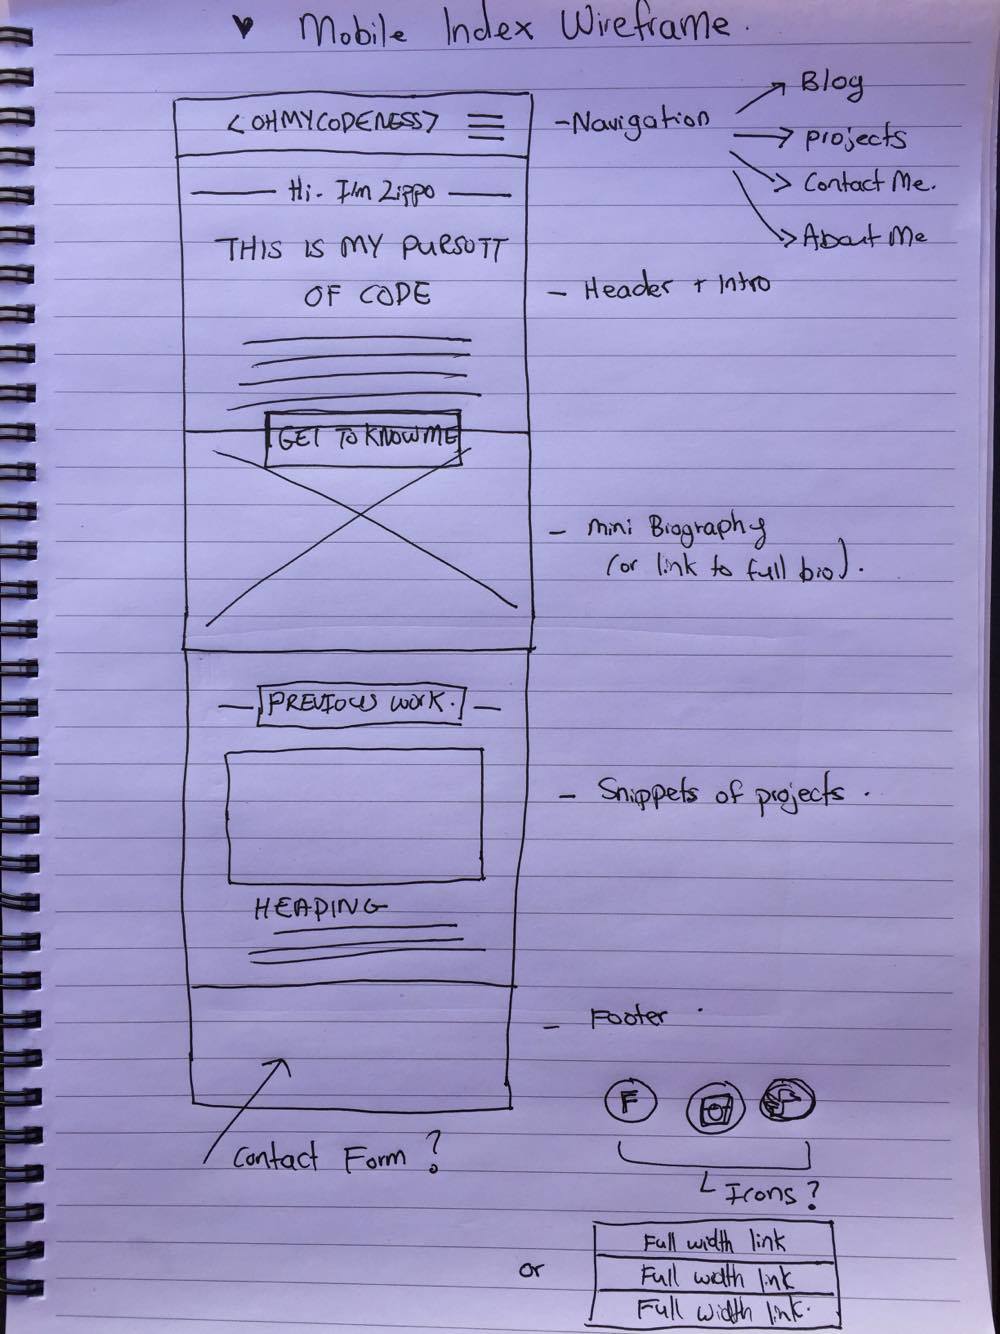 ♥ Mobile Index Wireframe.
<OHMYCODENESS>
- Navigation
Blog
Projects
Contact Me.
About Me
Hi- I'm Zippo
THIS IS MY PURSUTT
OF CODE
- Header + Intro
GET TO KNOW ME
- mini Biography
(or link to full bio).
PREVIOUS WORK.
- Snippets of projects.
HEADING
- Footer.
F
Contact Form?
Icons?
or
Full width link
Full width link
Full width link.